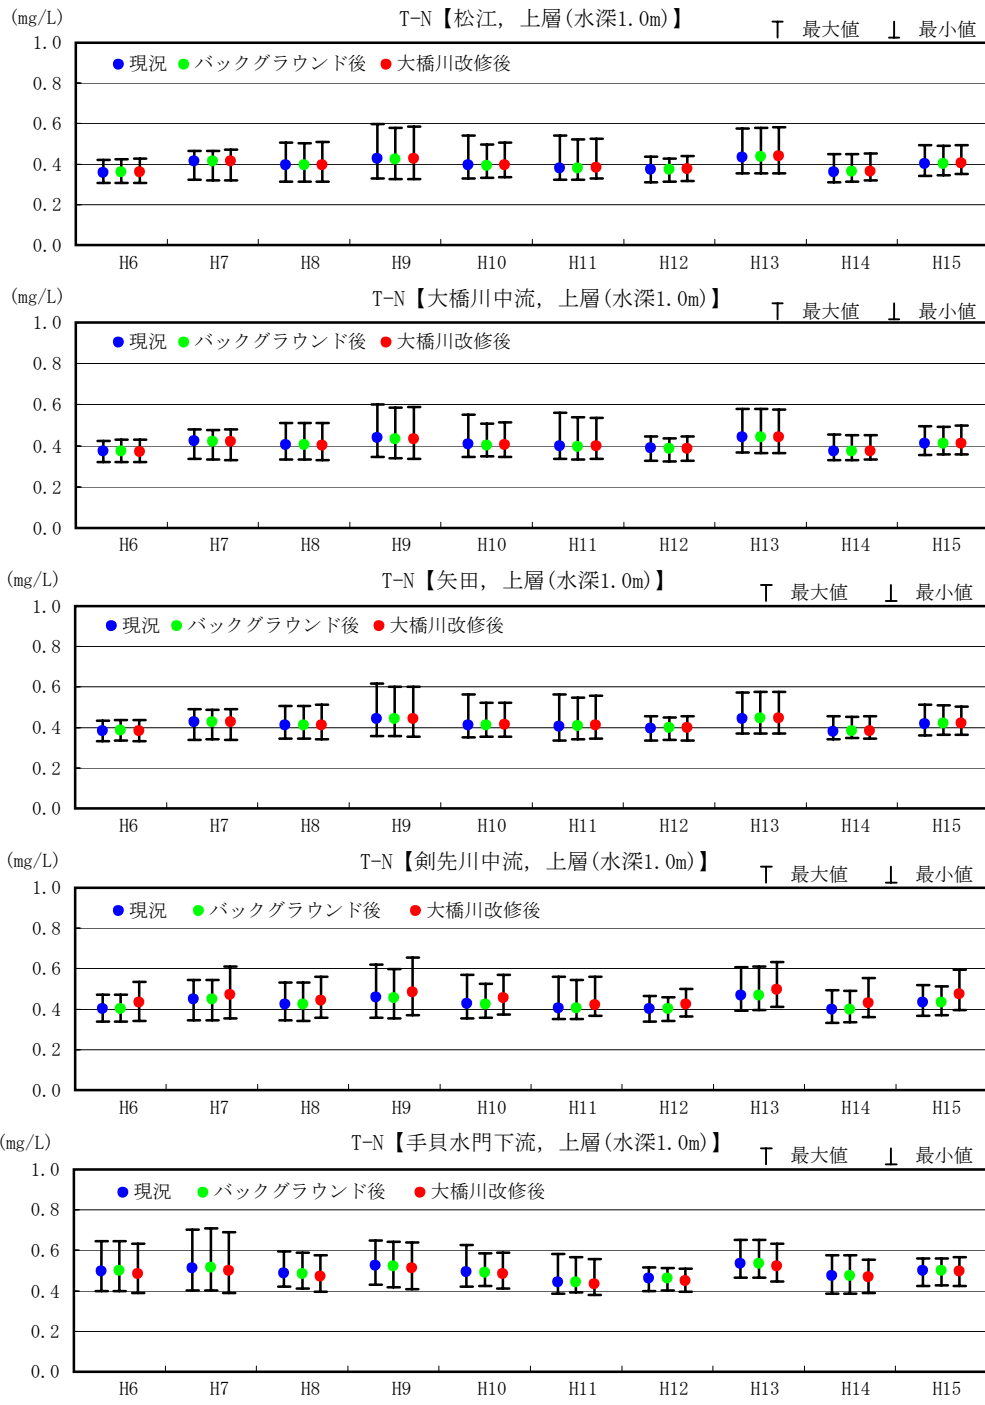 (mg/L) T-N【松江, 上層(水深1.0m)】 最大値 最小値
1.0
現況 バックグラウンド後 大橋川改修後
0.8
0.6
0.4
0.2
0.0
H6 H7 H8 H9 H10 H11 H12 H13 H14 H15
(mg/L) T-N【大橋川中流, 上層(水深1.0m)】 最大値 最小値
1.0
現況 バックグラウンド後 大橋川改修後
0.8
0.6
0.4
0.2
0.0
H6 H7 H8 H9 H10 H11 H12 H13 H14 H15
(mg/L) T-N【矢田, 上層(水深1.0m)】 最大値 最小値
1.0
現況 バックグラウンド後 大橋川改修後
0.8
0.6
0.4
0.2
0.0
H6 H7 H8 H9 H10 H11 H12 H13 H14 H15
(mg/L) T-N【剣先川中流, 上層(水深1.0m)】 最大値 最小値
1.0
現況 バックグラウンド後 大橋川改修後
0.8
0.6
0.4
0.2
0.0
H6 H7 H8 H9 H10 H11 H12 H13 H14 H15
(mg/L) T-N【手貝水門下流, 上層(水深1.0m)】 最大値 最小値
1.0
現況 バックグラウンド後 大橋川改修後
0.8
0.6
0.4
0.2
0.0
H6 H7 H8 H9 H10 H11 H12 H13 H14 H15